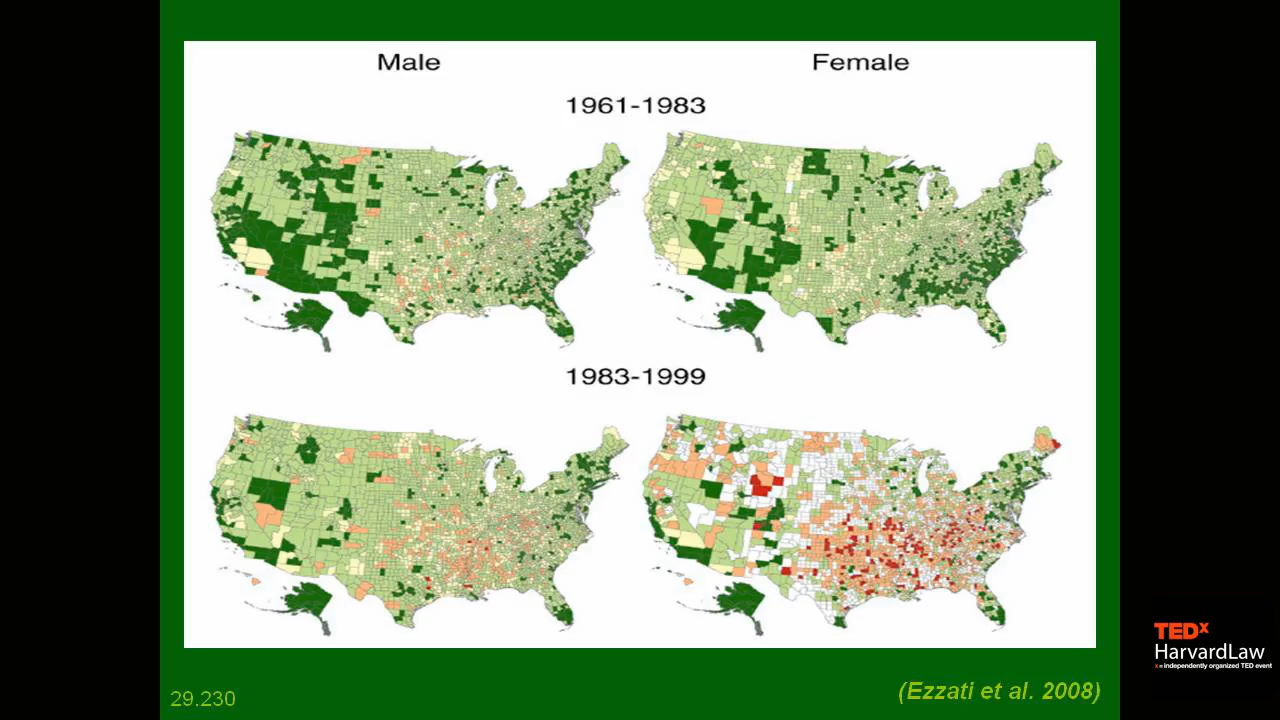 Male
Female
1961-1983
1983-1999
29.230
(Ezzati et al. 2008)
TEDx
HarvardLaw
x = independently organized TED event